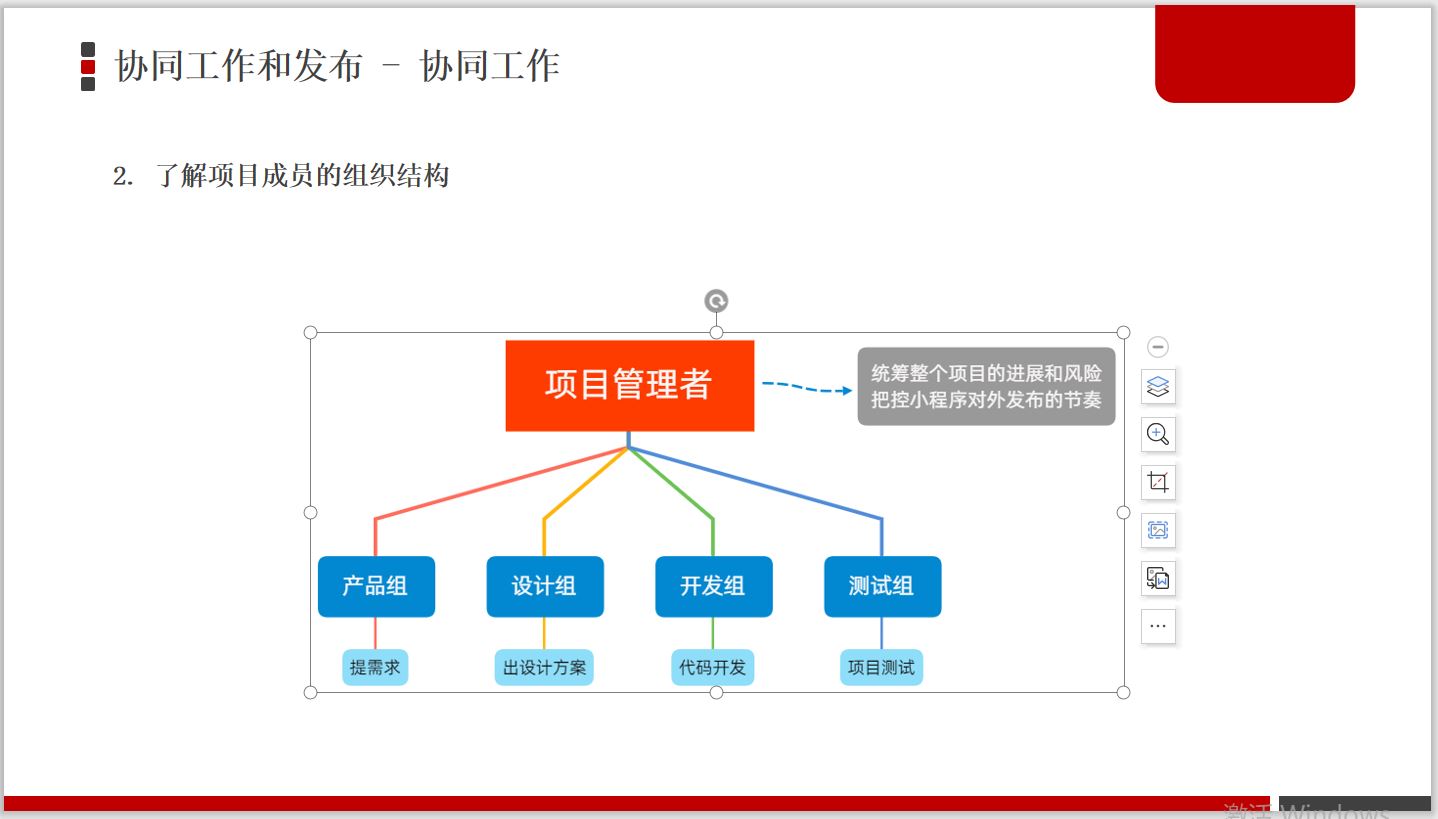 协同工作和发布 - 协同工作
2. 了解项目成员的组织结构
项目管理者
统筹整个项目的进展和风险
把控小程序对外发布的节奏
产品组
设计组
开发组
测试组
提需求
出设计方案
代码开发
项目测试
激活 Windows